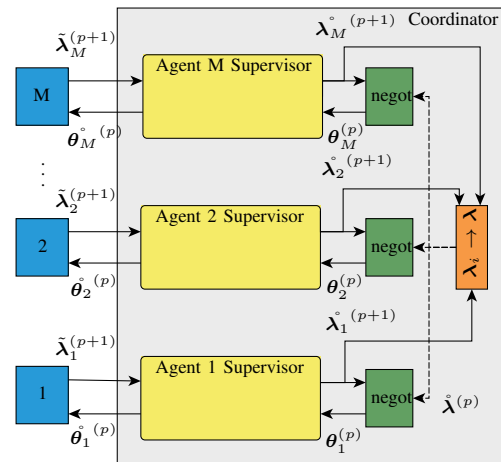 Coordinator
λ̃_M^(p+1)
λ̊_M^(p+1)
Agent M Supervisor
M
negot
θ̊_M^(p)
θ_M^(p)
λ̊_2^(p+1)
⋮
λ̃_2^(p+1)
Agent 2 Supervisor
2
negot
λ ← λ_i
θ̊_2^(p)
θ_2^(p)
λ̊_1^(p+1)
λ̃_1^(p+1)
Agent 1 Supervisor
1
negot
λ̊^(p)
θ̊_1^(p)
θ_1^(p)